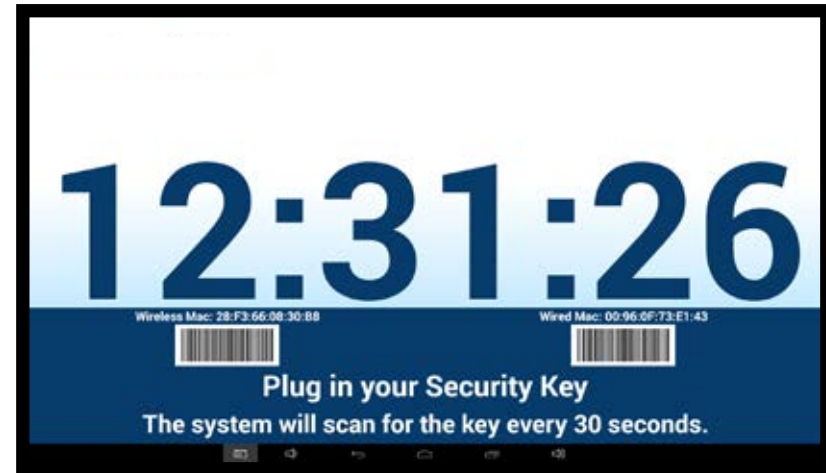 12:31:26
Wireless Mac: 28:F3:66:08:30:B8
Wired Mac: 00:96:0F:73:E1:43
Plug in your Security Key
The system will scan for the key every 30 seconds.